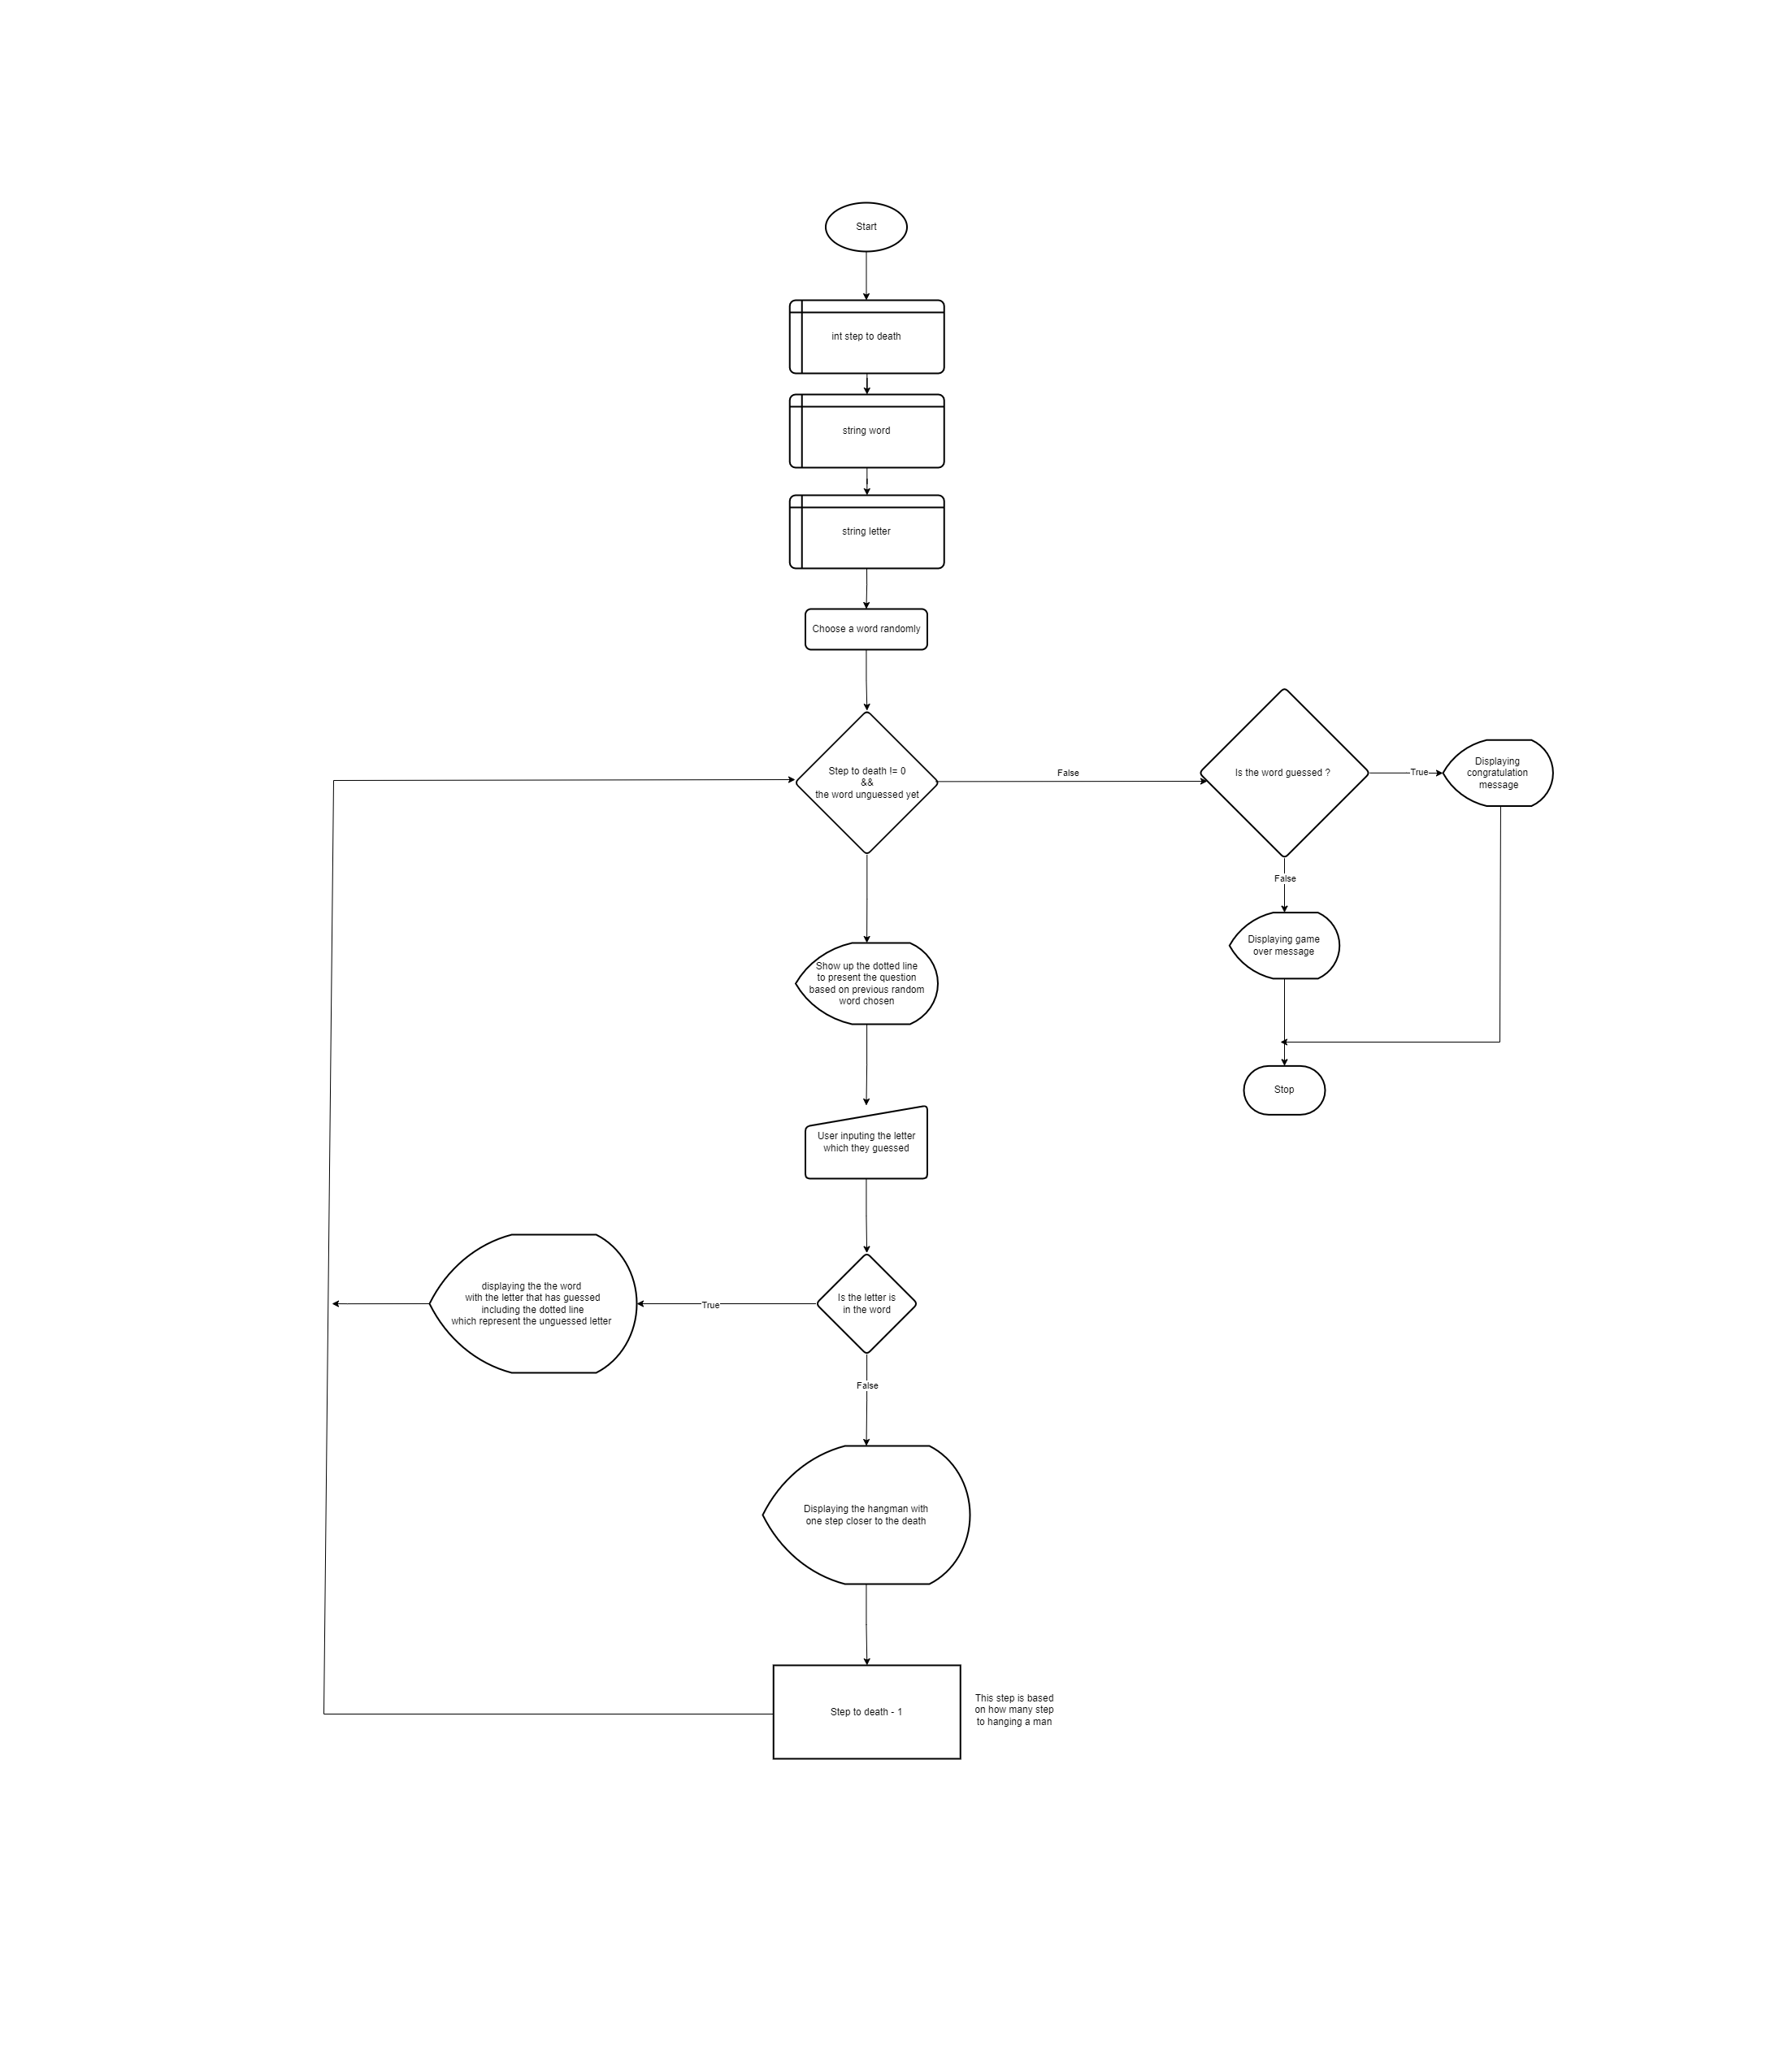 Start
int step to death
string word
string letter
Choose a word randomly
Step to death != 0
&&
the word unguessed yet
False
Is the word guessed ?
True
Displaying
congratulation
message
False
Displaying game
over message
Stop
Show up the dotted line
to present the question
based on previous random
word chosen
User inputing the letter
which they guessed
Is the letter is
in the word
True
displaying the the word
with the letter that has guessed
including the dotted line
which represent the unguessed letter
False
Displaying the hangman with
one step closer to the death
Step to death - 1
This step is based
on how many step
to hanging a man